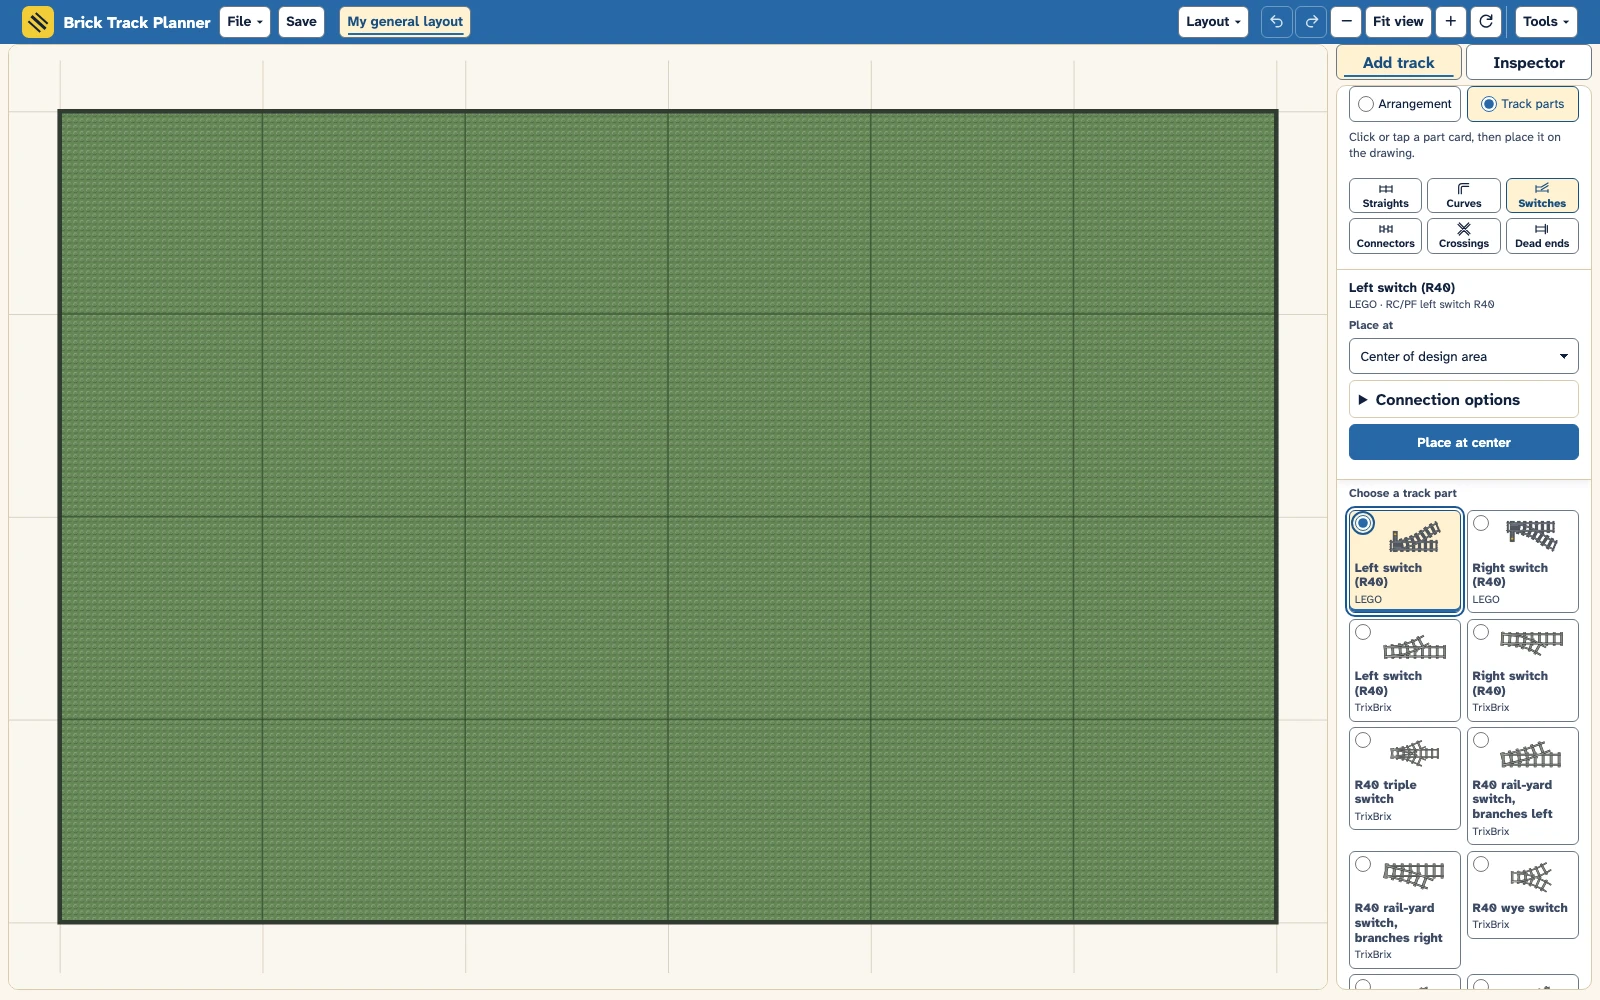 Brick Track Planner
File
Save
My general layout
Layout
Fit view
Tools
Add track
Inspector
Arrangement
Track parts
Click or tap a part card, then place it on
the drawing.
Straights
Curves
Switches
Connectors
Crossings
Dead ends
Left switch (R40)
LEGO · RC/PF left switch R40
Place at
Center of design area
Connection options
Place at center
Choose a track part
Left switch
(R40)
LEGO
Right switch
(R40)
LEGO
Left switch
(R40)
TrixBrix
Right switch
(R40)
TrixBrix
R40 triple
switch
TrixBrix
R40 rail-yard
switch,
branches left
TrixBrix
R40 rail-yard
switch,
branches right
TrixBrix
R40 wye switch
TrixBrix